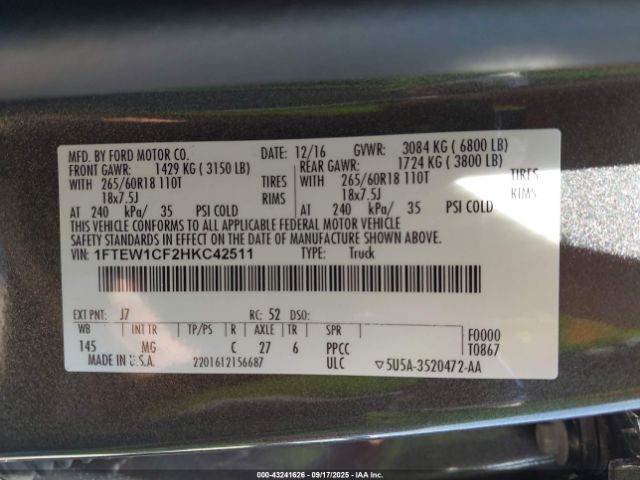 MFD. BY FORD MOTOR CO. DATE: 12/16 GVWR: 3084 KG ( 6800 LB)
FRONT GAWR: 1429 KG ( 3150 LB) REAR GAWR: 1724 KG ( 3800 LB)
WITH 265/60R18 110T TIRES WITH 265/60R18 110T TIRES
18x7.5J RIMS 18x7.5J RIMS
AT 240 kPa/ 35 PSI COLD AT 240 kPa/ 35 PSI COLD
THIS VEHICLE CONFORMS TO ALL APPLICABLE FEDERAL MOTOR VEHICLE
SAFETY STANDARDS IN EFFECT ON THE DATE OF MANUFACTURE SHOWN ABOVE.
VIN: 1FTEW1CF2HKC42511 TYPE: Truck
EXT PNT: J7 RC: 52 DSO:
WB INT TR TP/PS R AXLE TR SPR F0000
145 MG C 27 6 PPCC T0867
MADE IN U.S.A. 2201612156687 ULC ▽5U5A-3520472-AA
00-43241626 - 09/17/2025 - IAA Inc.